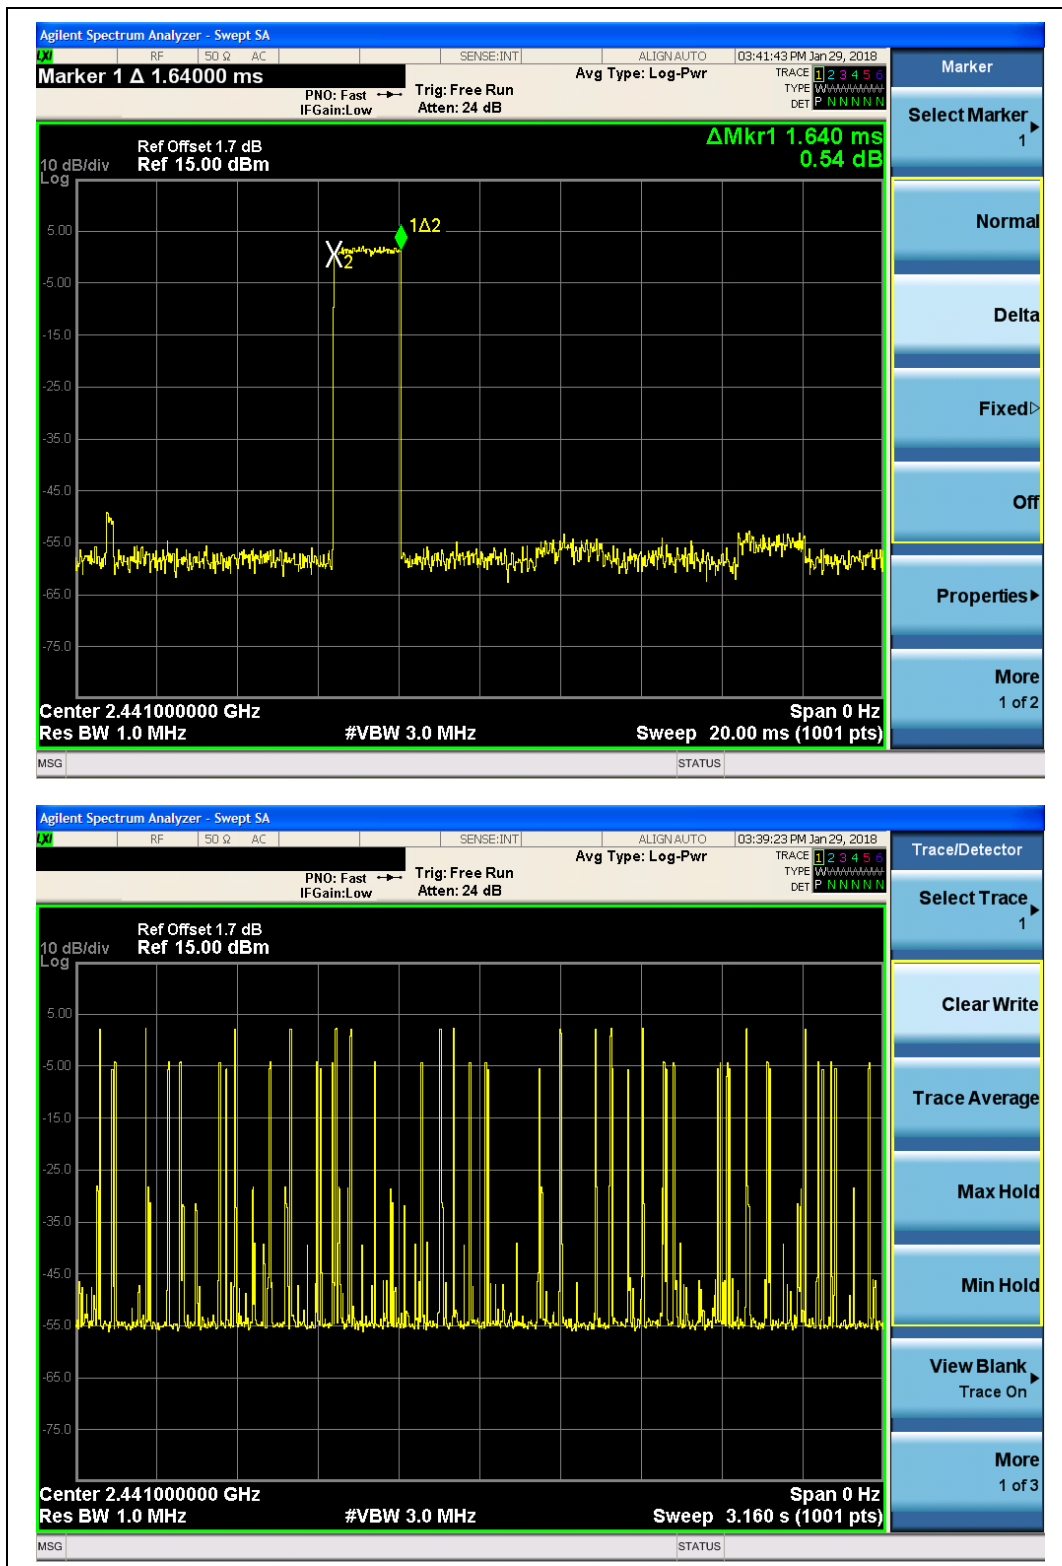 Agilent Spectrum Analyzer - Swept SA
LXI RF 50 Ω AC SENSE:INT ALIGN AUTO 03:41:43 PM Jan 29, 2018
Marker 1 Δ 1.64000 ms
PNO: Fast
IFGain:Low
Trig: Free Run
Atten: 24 dB
Avg Type: Log-Pwr
TRACE 1 2 3 4 5 6
TYPE W
DET P N N N N N
ΔMkr1 1.640 ms
0.54 dB
Ref Offset 1.7 dB
10 dB/div Ref 15.00 dBm
Log
5.00
-5.00
-15.0
-25.0
-35.0
-45.0
-55.0
-65.0
-75.0
X2
1Δ2
Center 2.441000000 GHz Span 0 Hz
Res BW 1.0 MHz #VBW 3.0 MHz Sweep 20.00 ms (1001 pts)
MSG STATUS
Marker
Select Marker
1
Normal
Delta
Fixed
Off
Properties
More
1 of 2
Agilent Spectrum Analyzer - Swept SA
LXI RF 50 Ω AC SENSE:INT ALIGN AUTO 03:39:23 PM Jan 29, 2018
PNO: Fast
IFGain:Low
Trig: Free Run
Atten: 24 dB
Avg Type: Log-Pwr
TRACE 1 2 3 4 5 6
TYPE W
DET P N N N N N
Ref Offset 1.7 dB
10 dB/div Ref 15.00 dBm
Log
5.00
-5.00
-15.0
-25.0
-35.0
-45.0
-55.0
-65.0
-75.0
Center 2.441000000 GHz Span 0 Hz
Res BW 1.0 MHz #VBW 3.0 MHz Sweep 3.160 s (1001 pts)
MSG STATUS
Trace/Detector
Select Trace
1
Clear Write
Trace Average
Max Hold
Min Hold
View Blank
Trace On
More
1 of 3